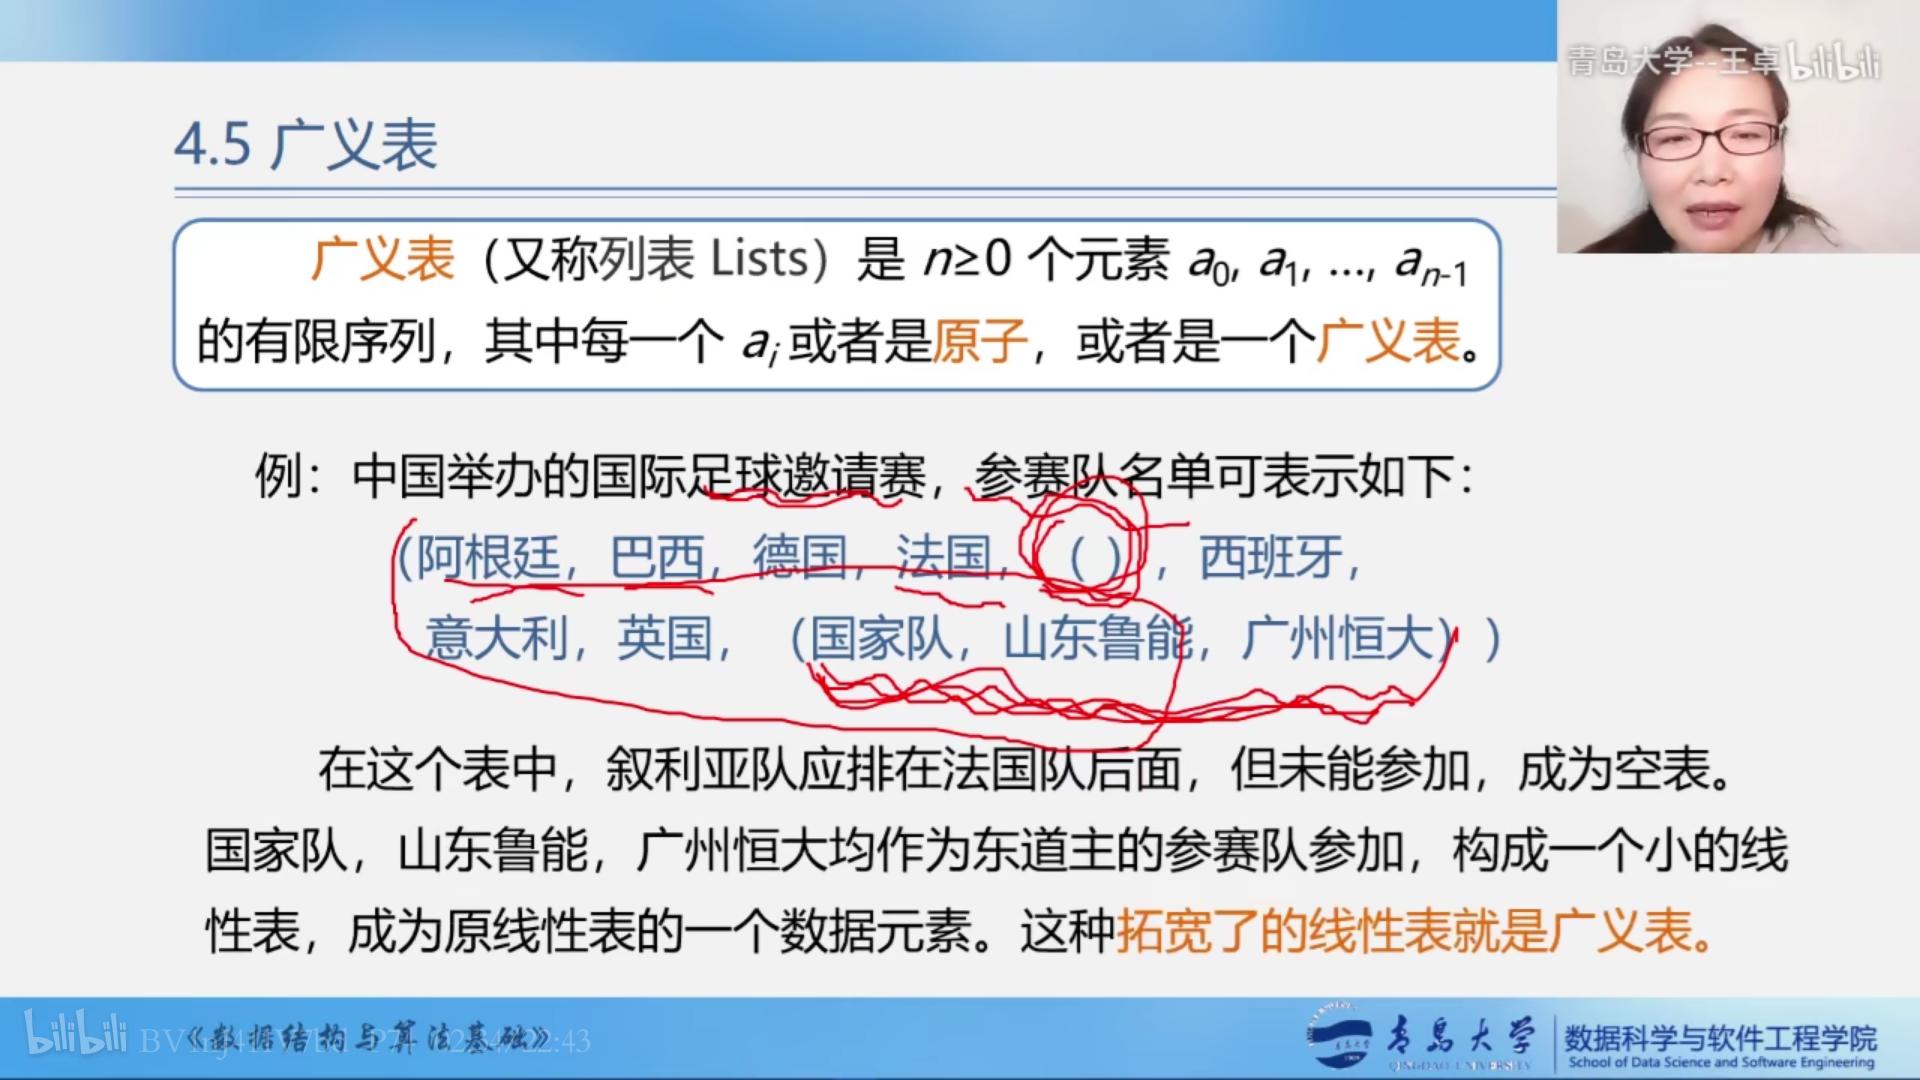 青岛大学--王卓 bilibili
4.5 广义表
广义表（又称列表 Lists）是 n≥0 个元素 a0, a1, ..., an-1
的有限序列，其中每一个 ai 或者是原子，或者是一个广义表。
例：中国举办的国际足球邀请赛，参赛队名单可表示如下：
(阿根廷，巴西，德国，法国，（ ），西班牙，
意大利，英国，（国家队，山东鲁能，广州恒大））
在这个表中，叙利亚队应排在法国队后面，但未能参加，成为空表。
国家队，山东鲁能，广州恒大均作为东道主的参赛队参加，构成一个小的线
性表，成为原线性表的一个数据元素。这种拓宽了的线性表就是广义表。
bilibili
《数据结构与算法基础》
青岛大学
QINGDAO UNIVERSITY
数据科学与软件工程学院
School of Data Science and Software Engineering